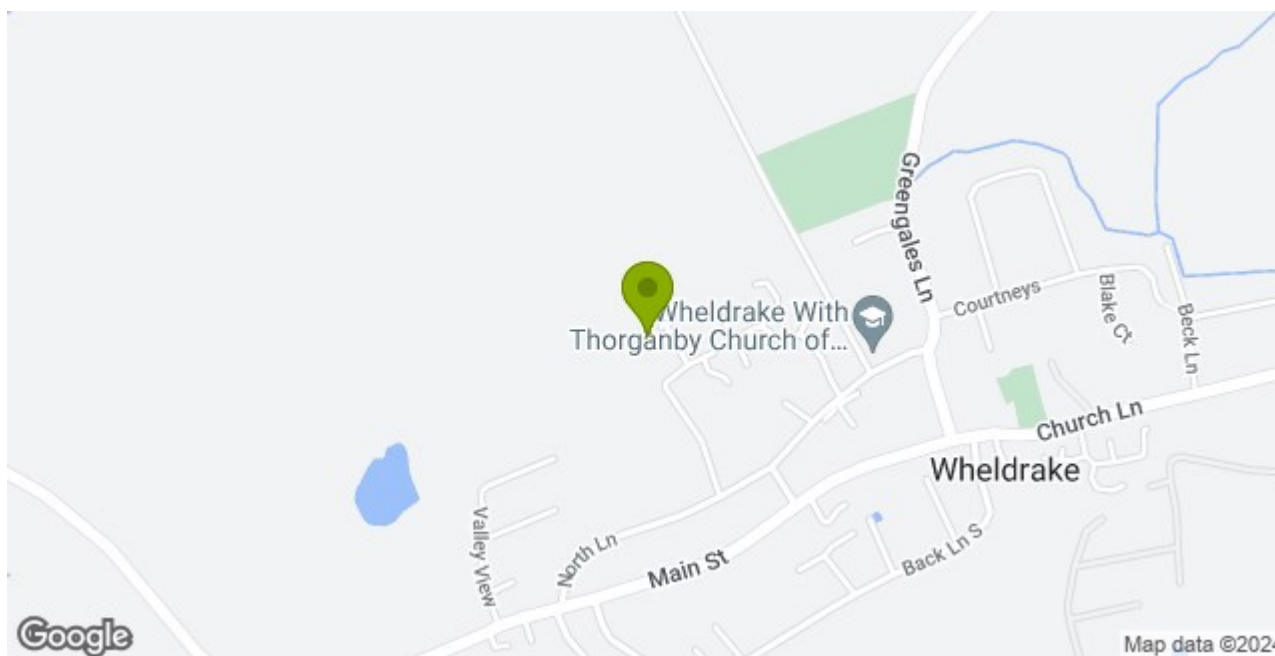 Greengales Ln
Courtneys
Blake Ct
Beck Ln
Wheldrake With
Thorganby Church of...
Church Ln
Wheldrake
Valley View
North Ln
Main St
Back Ln S
Google
Map data ©2024